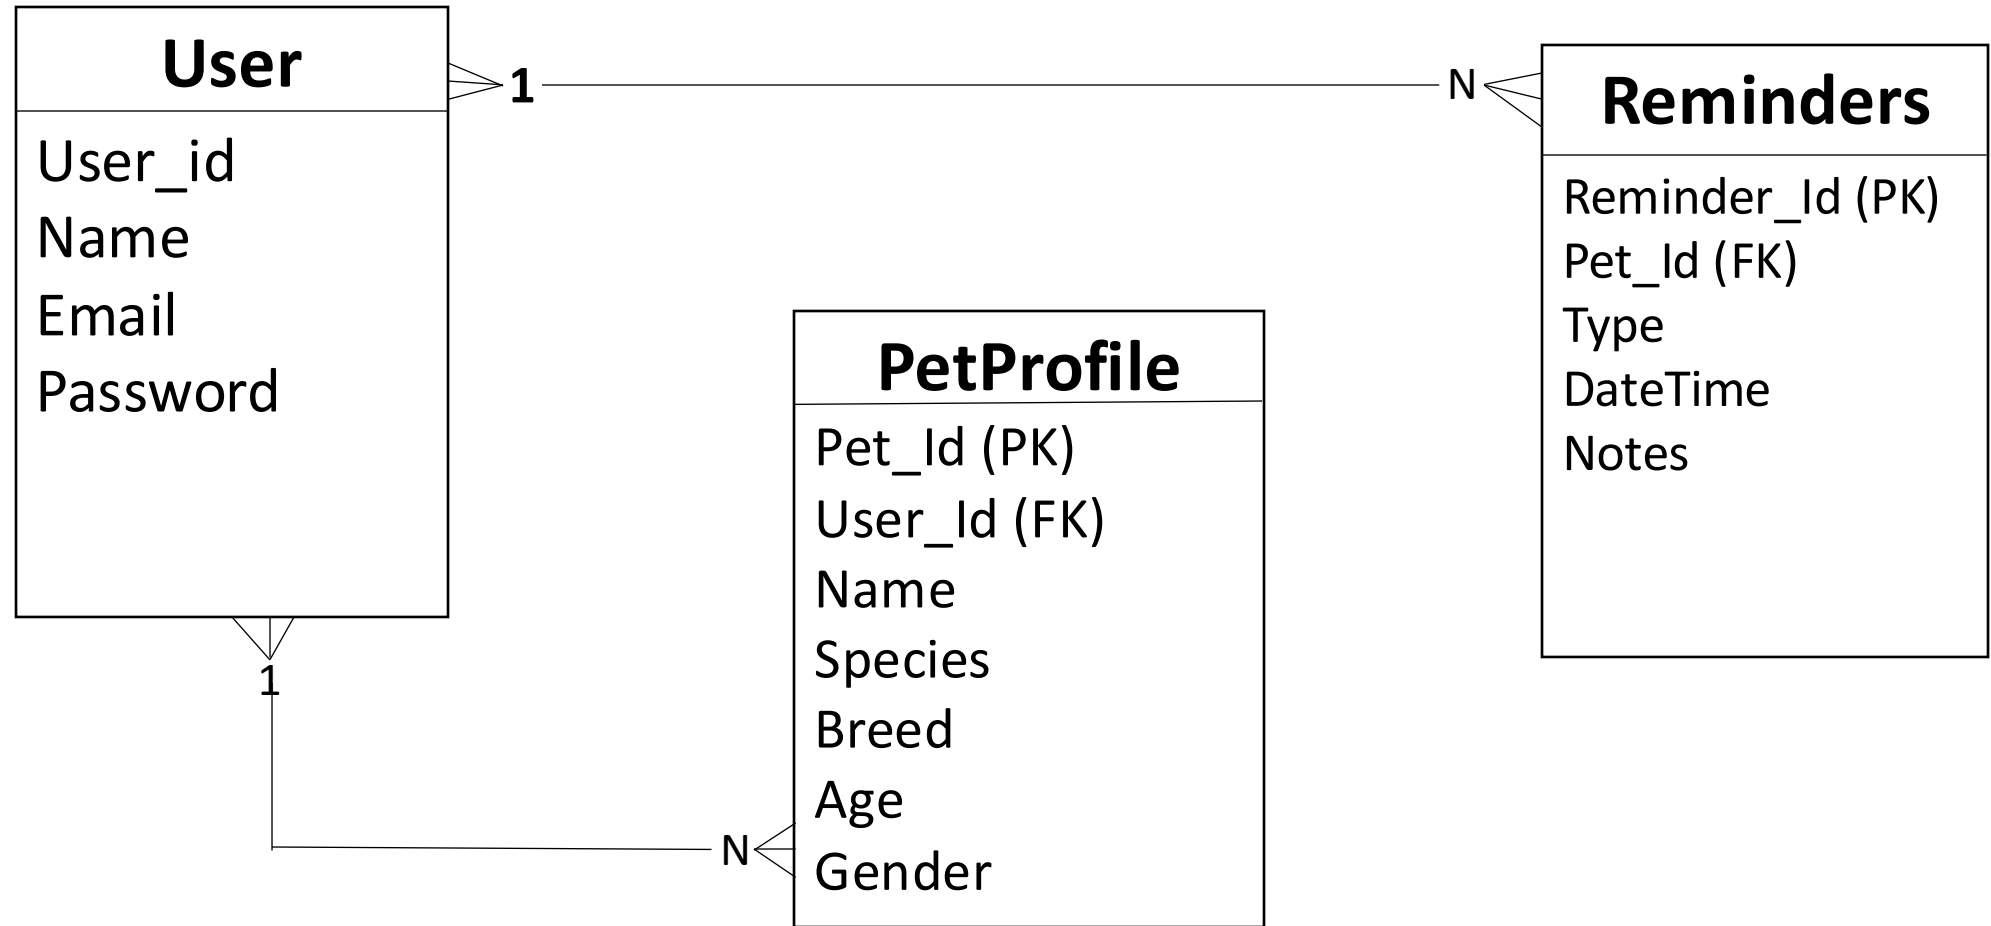 User
User_id
Name
Email
Password
1
N
Reminders
Reminder_Id (PK)
Pet_Id (FK)
Type
DateTime
Notes
PetProfile
Pet_Id (PK)
User_Id (FK)
Name
Species
Breed
Age
Gender
1
N